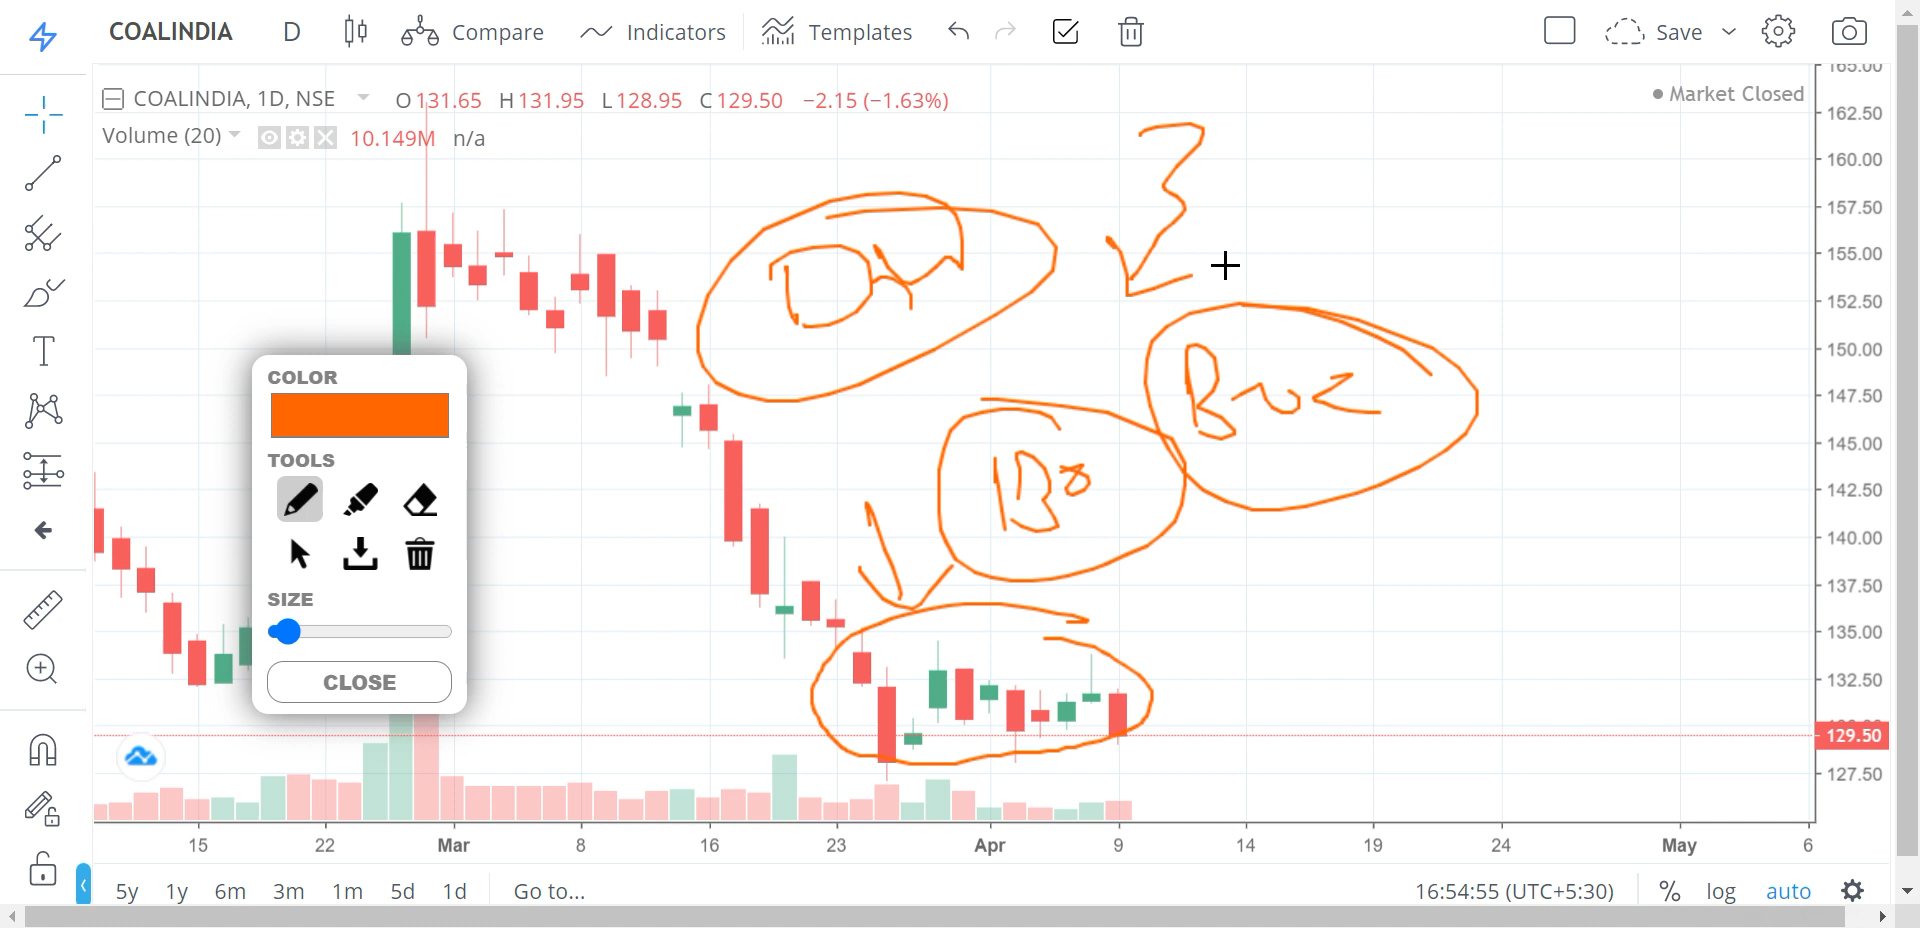 COALINDIA D Compare Indicators Templates Save
COALINDIA, 1D, NSE O131.65 H131.95 L128.95 C129.50 −2.15 (−1.63%) Market Closed
Volume (20) 10.149M n/a
165.00
162.50
160.00
157.50
155.00
152.50
150.00
147.50
145.00
142.50
140.00
137.50
135.00
132.50
129.50
127.50
COLOR
TOOLS
SIZE
CLOSE
15 22 Mar 8 16 23 Apr 9 14 19 24 May 6
5y 1y 6m 3m 1m 5d 1d Go to... 16:54:55 (UTC+5:30) % log auto